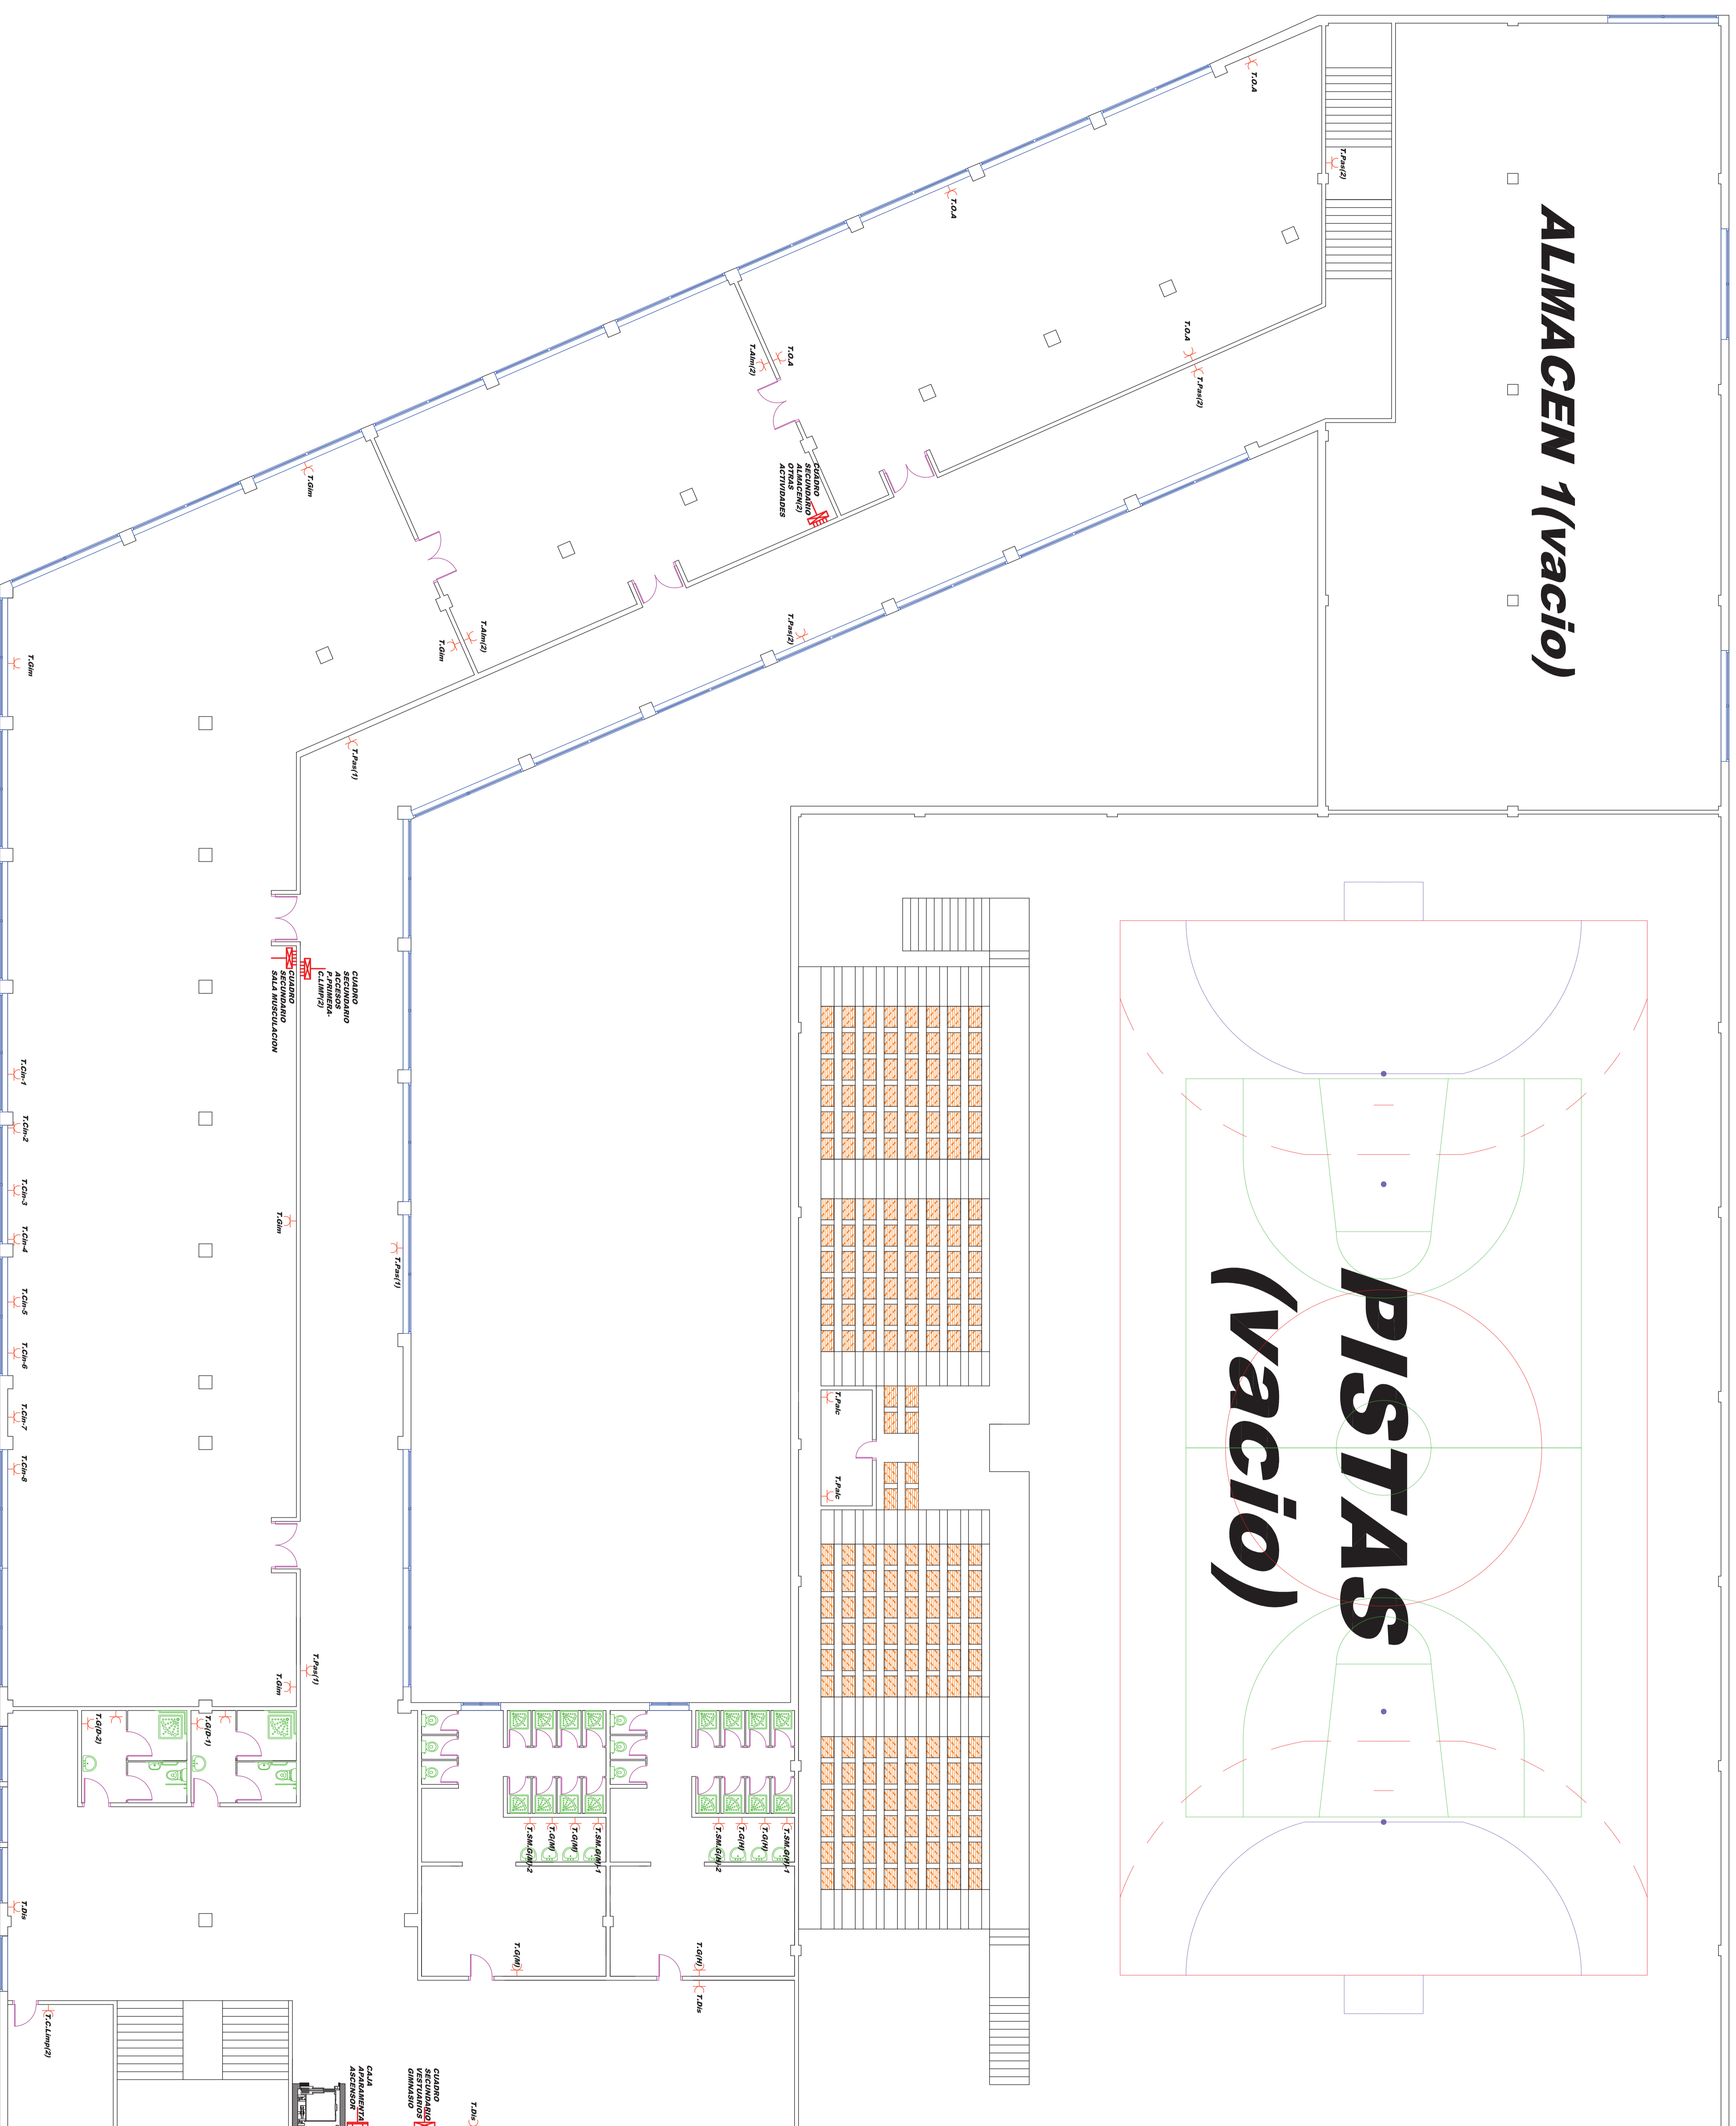 ALMACEN 1(vacio)
PISTAS
(vacio)
T.O.A
T.Pas(2)
T.O.A
T.O.A
T.Pas(2)
T.O.A
T.Alm(2)
CUADRO
SECUNDARIO
ALMACEN(2)
OTRAS
ACTIVIDADES
T.Gim
T.Pas(2)
T.Alm(2)
T.Gim
T.Gim
T.Pas(1)
CUADRO
SECUNDARIO
ACCESOS
P.PRIMERA-
C.LIMP(2)
CUADRO
SECUNDARIO
SALA MUSCULACION
T.Cin-1
T.Cin-2
T.Cin-3
T.Cin-4
T.Cin-5
T.Cin-6
T.Cin-7
T.Cin-8
T.Gim
T.Pas(1)
T.Palc
T.Palc
T.Pas(1)
T.Gim
T.G(D-2)
T.G(D-1)
T.SM.G(M)-2
T.G(M)
T.G(M)
T.SM.G(M)-1
T.SM.G(H)-2
T.G(H)
T.G(H)
T.SM.G(H)-1
T.Dis
T.G(M)
T.G(H)
T.Dis
T.C.Limp(2)
CAJA
APARAMENTA
ASCENSOR
CUADRO
SECUNDARIO
VESTUARIOS
GIMNASIO
T.Dis